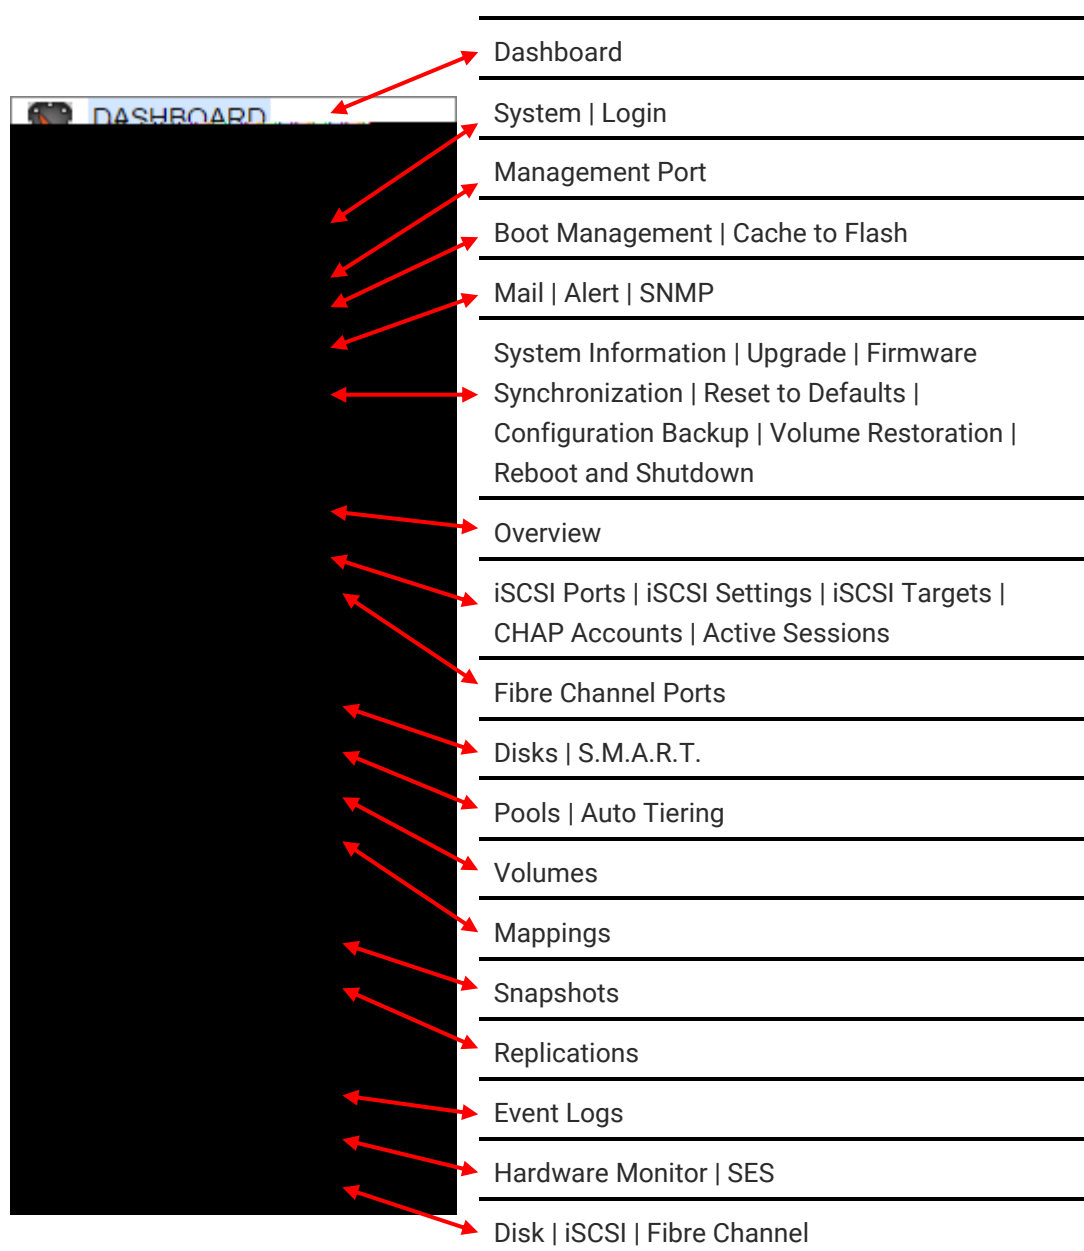 DASHBOARD
Dashboard
System | Login
Management Port
Boot Management | Cache to Flash
Mail | Alert | SNMP
System Information | Upgrade | Firmware
Synchronization | Reset to Defaults |
Configuration Backup | Volume Restoration |
Reboot and Shutdown
Overview
iSCSI Ports | iSCSI Settings | iSCSI Targets |
CHAP Accounts | Active Sessions
Fibre Channel Ports
Disks | S.M.A.R.T.
Pools | Auto Tiering
Volumes
Mappings
Snapshots
Replications
Event Logs
Hardware Monitor | SES
Disk | iSCSI | Fibre Channel